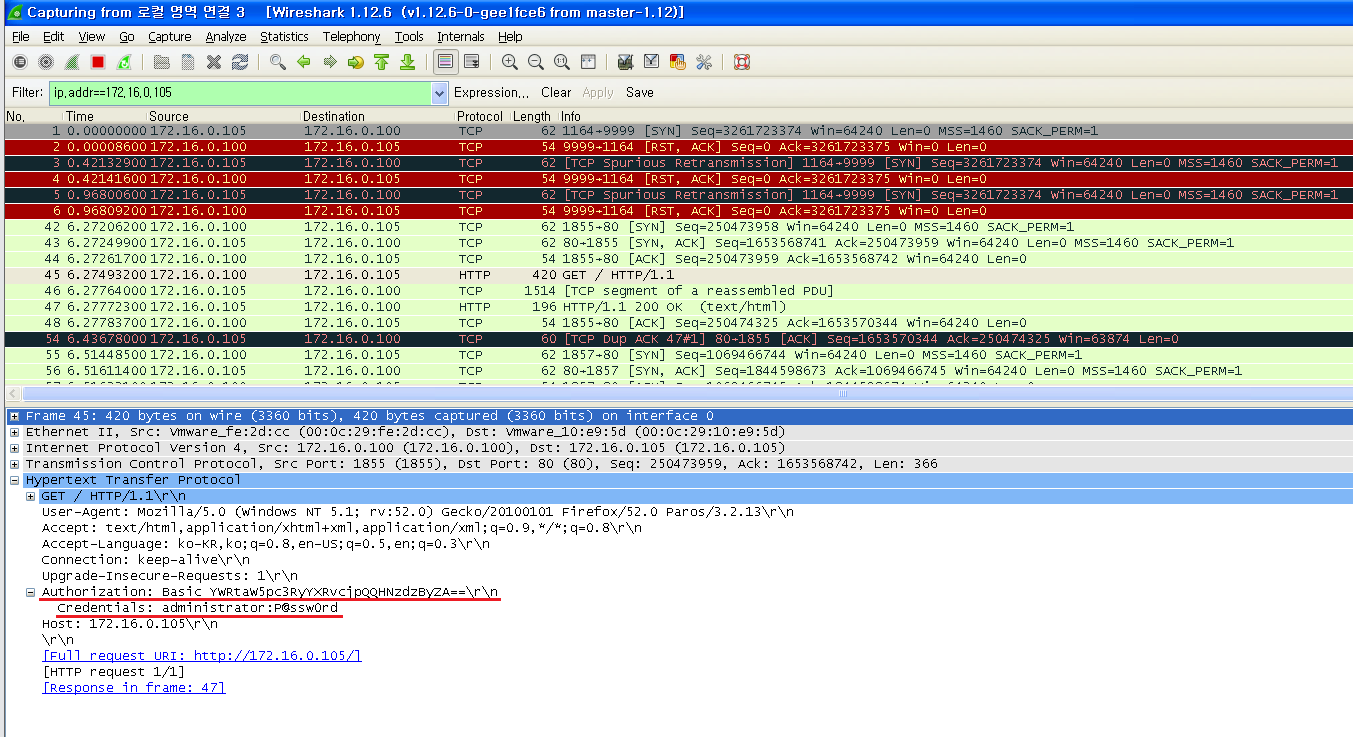 Capturing from 로컬 영역 연결 3 [Wireshark 1.12.6 (v1.12.6-0-gee1fce6 from master-1.12)]
File Edit View Go Capture Analyze Statistics Telephony Tools Internals Help
Filter: ip.addr==172.16.0.105 Expression... Clear Apply Save
No. Time Source Destination Protocol Length Info
1 0.00000000 172.16.0.105 172.16.0.100 TCP 62 1164→9999 [SYN] Seq=3261723374 Win=64240 Len=0 MSS=1460 SACK_PERM=1
2 0.00008600 172.16.0.100 172.16.0.105 TCP 54 9999→1164 [RST, ACK] Seq=0 Ack=3261723375 Win=0 Len=0
3 0.42132900 172.16.0.105 172.16.0.100 TCP 62 [TCP Spurious Retransmission] 1164→9999 [SYN] Seq=3261723374 Win=64240 Len=0 MSS=1460 SACK_PERM=1
4 0.42141600 172.16.0.100 172.16.0.105 TCP 54 9999→1164 [RST, ACK] Seq=0 Ack=3261723375 Win=0 Len=0
5 0.96800600 172.16.0.105 172.16.0.100 TCP 62 [TCP Spurious Retransmission] 1164→9999 [SYN] Seq=3261723374 Win=64240 Len=0 MSS=1460 SACK_PERM=1
6 0.96809200 172.16.0.100 172.16.0.105 TCP 54 9999→1164 [RST, ACK] Seq=0 Ack=3261723375 Win=0 Len=0
42 6.27206200 172.16.0.100 172.16.0.105 TCP 62 1855→80 [SYN] Seq=250473958 Win=64240 Len=0 MSS=1460 SACK_PERM=1
43 6.27249900 172.16.0.105 172.16.0.100 TCP 62 80→1855 [SYN, ACK] Seq=1653568741 Ack=250473959 Win=64240 Len=0 MSS=1460 SACK_PERM=1
44 6.27261700 172.16.0.100 172.16.0.105 TCP 54 1855→80 [ACK] Seq=250473959 Ack=1653568742 Win=64240 Len=0
45 6.27493200 172.16.0.100 172.16.0.105 HTTP 420 GET / HTTP/1.1
46 6.27764000 172.16.0.105 172.16.0.100 TCP 1514 [TCP segment of a reassembled PDU]
47 6.27772300 172.16.0.105 172.16.0.100 HTTP 196 HTTP/1.1 200 OK (text/html)
48 6.27783700 172.16.0.100 172.16.0.105 TCP 54 1855→80 [ACK] Seq=250474325 Ack=1653570344 Win=64240 Len=0
54 6.43678000 172.16.0.105 172.16.0.100 TCP 60 [TCP Dup ACK 47#1] 80→1855 [ACK] Seq=1653570344 Ack=250474325 Win=63874 Len=0
55 6.51448500 172.16.0.100 172.16.0.105 TCP 62 1857→80 [SYN] Seq=1069466744 Win=64240 Len=0 MSS=1460 SACK_PERM=1
56 6.51611400 172.16.0.105 172.16.0.100 TCP 62 80→1857 [SYN, ACK] Seq=1844598673 Ack=1069466745 Win=64240 Len=0 MSS=1460 SACK_PERM=1
Frame 45: 420 bytes on wire (3360 bits), 420 bytes captured (3360 bits) on interface 0
Ethernet II, Src: Vmware_fe:2d:cc (00:0c:29:fe:2d:cc), Dst: Vmware_10:e9:5d (00:0c:29:10:e9:5d)
Internet Protocol Version 4, Src: 172.16.0.100 (172.16.0.100), Dst: 172.16.0.105 (172.16.0.105)
Transmission Control Protocol, Src Port: 1855 (1855), Dst Port: 80 (80), Seq: 250473959, Ack: 1653568742, Len: 366
Hypertext Transfer Protocol
GET / HTTP/1.1\r\n
User-Agent: Mozilla/5.0 (Windows NT 5.1; rv:52.0) Gecko/20100101 Firefox/52.0 Paros/3.2.13\r\n
Accept: text/html,application/xhtml+xml,application/xml;q=0.9,*/*;q=0.8\r\n
Accept-Language: ko-KR,ko;q=0.8,en-US;q=0.5,en;q=0.3\r\n
Connection: keep-alive\r\n
Upgrade-Insecure-Requests: 1\r\n
Authorization: Basic YWRtaW5pc3RyYXRvcjpQQHNzdzByZA==\r\n
Credentials: administrator:P@ssw0rd
Host: 172.16.0.105\r\n
\r\n
[Full request URI: http://172.16.0.105/]
[HTTP request 1/1]
[Response in frame: 47]